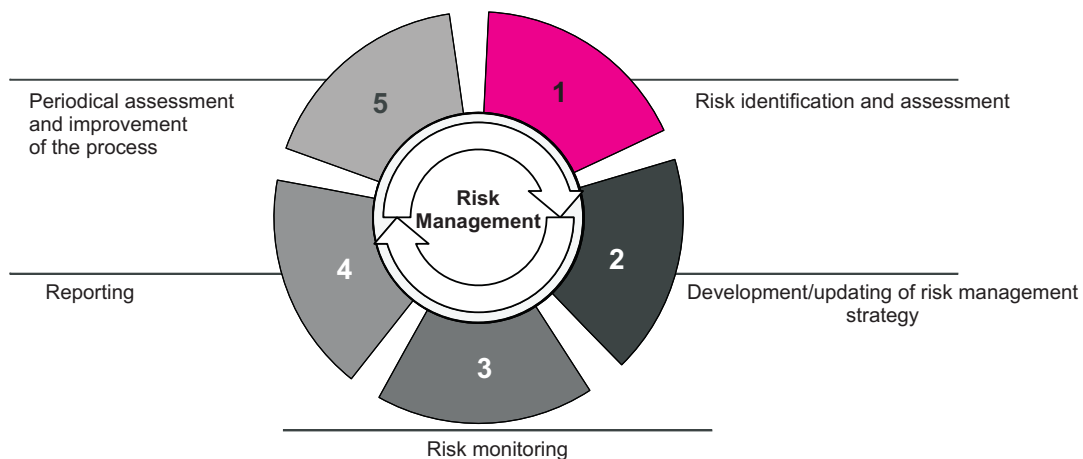 1
Risk identification and assessment
2
Development/updating of risk management
strategy
3
Risk monitoring
4
Reporting
5
Periodical assessment
and improvement
of the process
Risk
Management